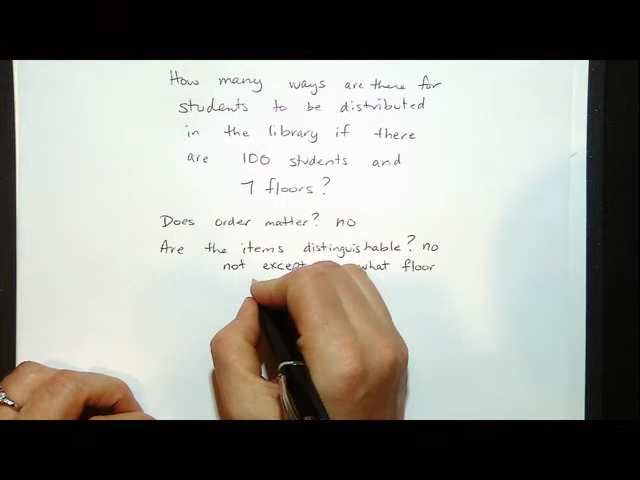 How many ways are there for
students to be distributed
in the library if there
are 100 students and
7 floors?
Does order matter? no
Are the items distinguishable? no
not except what floor